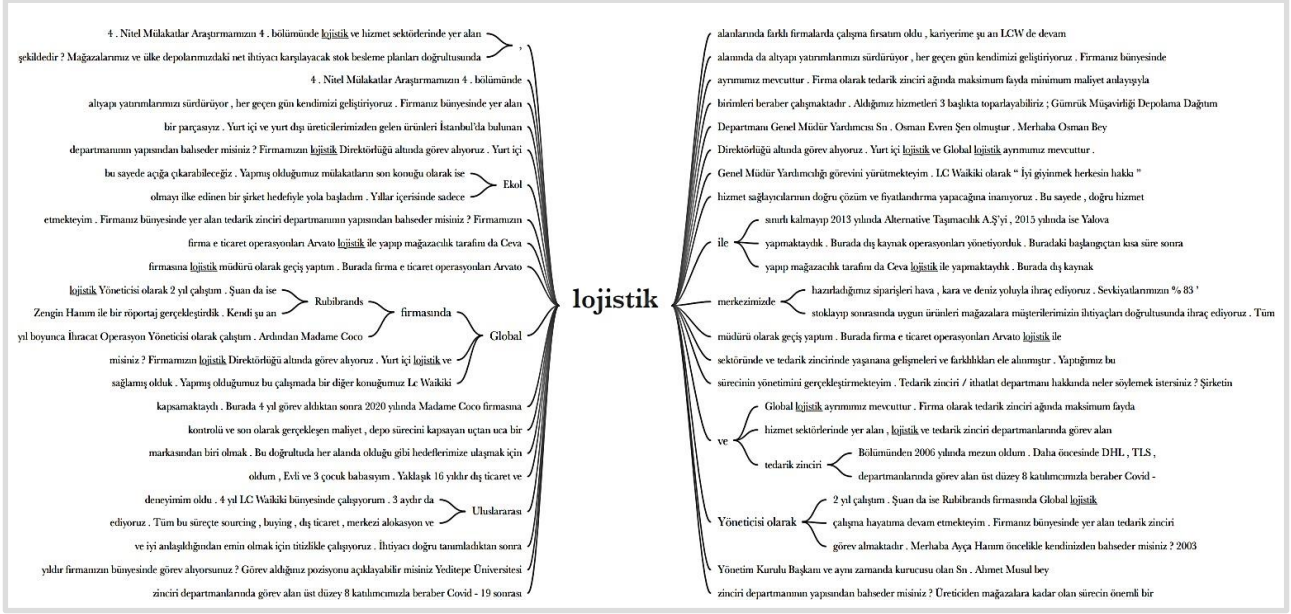 4 . Nitel Mülakatlar Araştırmamızın 4 . bölümünde lojistik ve hizmet sektörlerinde yer alan
,
şekildedir ? Mağazalarımız ve ülke depolarımızdaki net ihtiyacı karşılayacak stok besleme planları doğrultusunda
4 . Nitel Mülakatlar Araştırmamızın 4 . bölümünde
altyapı yatırımlarımızı sürdürüyor , her geçen gün kendimizi geliştiriyoruz . Firmanız bünyesinde yer alan
bir parçasıyız . Yurt içi ve yurt dışı üreticilerimizden gelen ürünleri İstanbul'da bulunan
departmanının yapısından bahseder misiniz ? Firmamızın lojistik Direktörlüğü altında görev alıyoruz . Yurt içi
bu sayede açığa çıkarabileceğiz . Yapmış olduğumuz mülakatların son konuğu olarak ise
Ekol
olmayı ilke edinen bir şirket hedefiyle yola başladım . Yıllar içerisinde sadece
etmekteyim . Firmanız bünyesinde yer alan tedarik zinciri departmanının yapısından bahseder misiniz ? Firmamızın
firma e ticaret operasyonları Arvato lojistik ile yapıp mağazacılık tarafını da Ceva
firmasına lojistik müdürü olarak geçiş yaptım . Burada firma e ticaret operasyonları Arvato
lojistik Yöneticisi olarak 2 yıl çalıştım . Şuan da ise
Rubibrands
Zengin Hanım ile bir röportaj gerçekleştirdik . Kendi şu an
firmasında
yıl boyunca İhracat Operasyon Yöneticisi olarak çalıştım . Ardından Madame Coco
Global
misiniz ? Firmamızın lojistik Direktörlüğü altında görev alıyoruz . Yurt içi lojistik ve
sağlamış olduk . Yapmış olduğumuz bu çalışmada bir diğer konuğumuz Lc Waikiki
kapsamaktaydı . Burada 4 yıl görev aldıktan sonra 2020 yılında Madame Coco firmasına
kontrolü ve son olarak gerçekleşen maliyet , depo sürecini kapsayan uçtan uca bir
markasından biri olmak . Bu doğrultuda her alanda olduğu gibi hedeflerimize ulaşmak için
oldum , Evli ve 3 çocuk babasıyım . Yaklaşık 16 yıldır dış ticaret ve
deneyimim oldu . 4 yıl LC Waikiki bünyesinde çalışıyorum . 3 aydır da
Uluslararası
ediyoruz . Tüm bu süreçte sourcing , buying , dış ticaret , merkezi alokasyon ve
ve iyi anlaşıldığından emin olmak için titizlikle çalışıyoruz . İhtiyacı doğru tanımladıktan sonra
yıldır firmanızın bünyesinde görev alıyorsunuz ? Görev aldığınız pozisyonu açıklayabilir misiniz Yeditepe Üniversitesi
zinciri departmanlarında görev alan üst düzey 8 katılımcımızla beraber Covid - 19 sonrası
lojistik
alanlarında farklı firmalarda çalışma fırsatım oldu , kariyerime şu an LCW de devam
alanında da altyapı yatırımlarımızı sürdürüyor , her geçen gün kendimizi geliştiriyoruz . Firmanız bünyesinde
ayrımımız mevcuttur . Firma olarak tedarik zinciri ağında maksimum fayda minimum maliyet anlayışıyla
birimleri beraber çalışmaktadır . Aldığımız hizmetleri 3 başlıkta toparlayabiliriz ; Gümrük Müşavirliği Depolama Dağıtım
Departmanı Genel Müdür Yardımcısı Sn . Osman Evren Şen olmuştur . Merhaba Osman Bey
Direktörlüğü altında görev alıyoruz . Yurt içi lojistik ve Global lojistik ayrımımız mevcuttur .
Genel Müdür Yardımcılığı görevini yürütmekteyim . LC Waikiki olarak “ İyi giyinmek herkesin hakkı ”
hizmet sağlayıcılarının doğru çözüm ve fiyatlandırma yapacağına inanıyoruz . Bu sayede , doğru hizmet
sınırlı kalmayıp 2013 yılında Alternative Taşımacılık A.Ş'yi , 2015 yılında ise Yalova
ile
yapmaktaydık . Burada dış kaynak operasyonları yönetiyorduk . Buradaki başlangıçtan kısa süre sonra
yapıp mağazacılık tarafını da Ceva lojistik ile yapmaktaydık . Burada dış kaynak
hazırladığımız siparişleri hava , kara ve deniz yoluyla ihraç ediyoruz . Sevkiyatlarımızın % 83 '
merkezimizde
stoklayıp sonrasında uygun ürünleri mağazalara müşterilerimizin ihtiyaçları doğrultusunda ihraç ediyoruz . Tüm
müdürü olarak geçiş yaptım . Burada firma e ticaret operasyonları Arvato lojistik ile
sektöründe ve tedarik zincirinde yaşanana gelişmeleri ve farklılıkları ele alınmıştır . Yaptığımız bu
sürecinin yönetimini gerçekleştirmekteyim . Tedarik zinciri / ithalat departmanı hakkında neler söylemek istersiniz ? Şirketin
Global lojistik ayrımımız mevcuttur . Firma olarak tedarik zinciri ağında maksimum fayda
ve
hizmet sektörlerinde yer alan , lojistik ve tedarik zinciri departmanlarında görev alan
Bölümünden 2006 yılında mezun oldum . Daha öncesinde DHL , TLS ,
tedarik zinciri
departmanlarında görev alan üst düzey 8 katılımcımızla beraber Covid -
2 yıl çalıştım . Şuan da ise Rubibrands firmasında Global lojistik
Yöneticisi olarak
çalışma hayatıma devam etmekteyim . Firmanız bünyesinde yer alan tedarik zinciri
görev almaktadır . Merhaba Ayça Hanım öncelikle kendinizden bahseder misiniz ? 2003
Yönetim Kurulu Başkanı ve aynı zamanda kurucusu olan Sn . Ahmet Musul bey
zinciri departmanının yapısından bahseder misiniz ? Üreticiden mağazalara kadar olan sürecin önemli bir